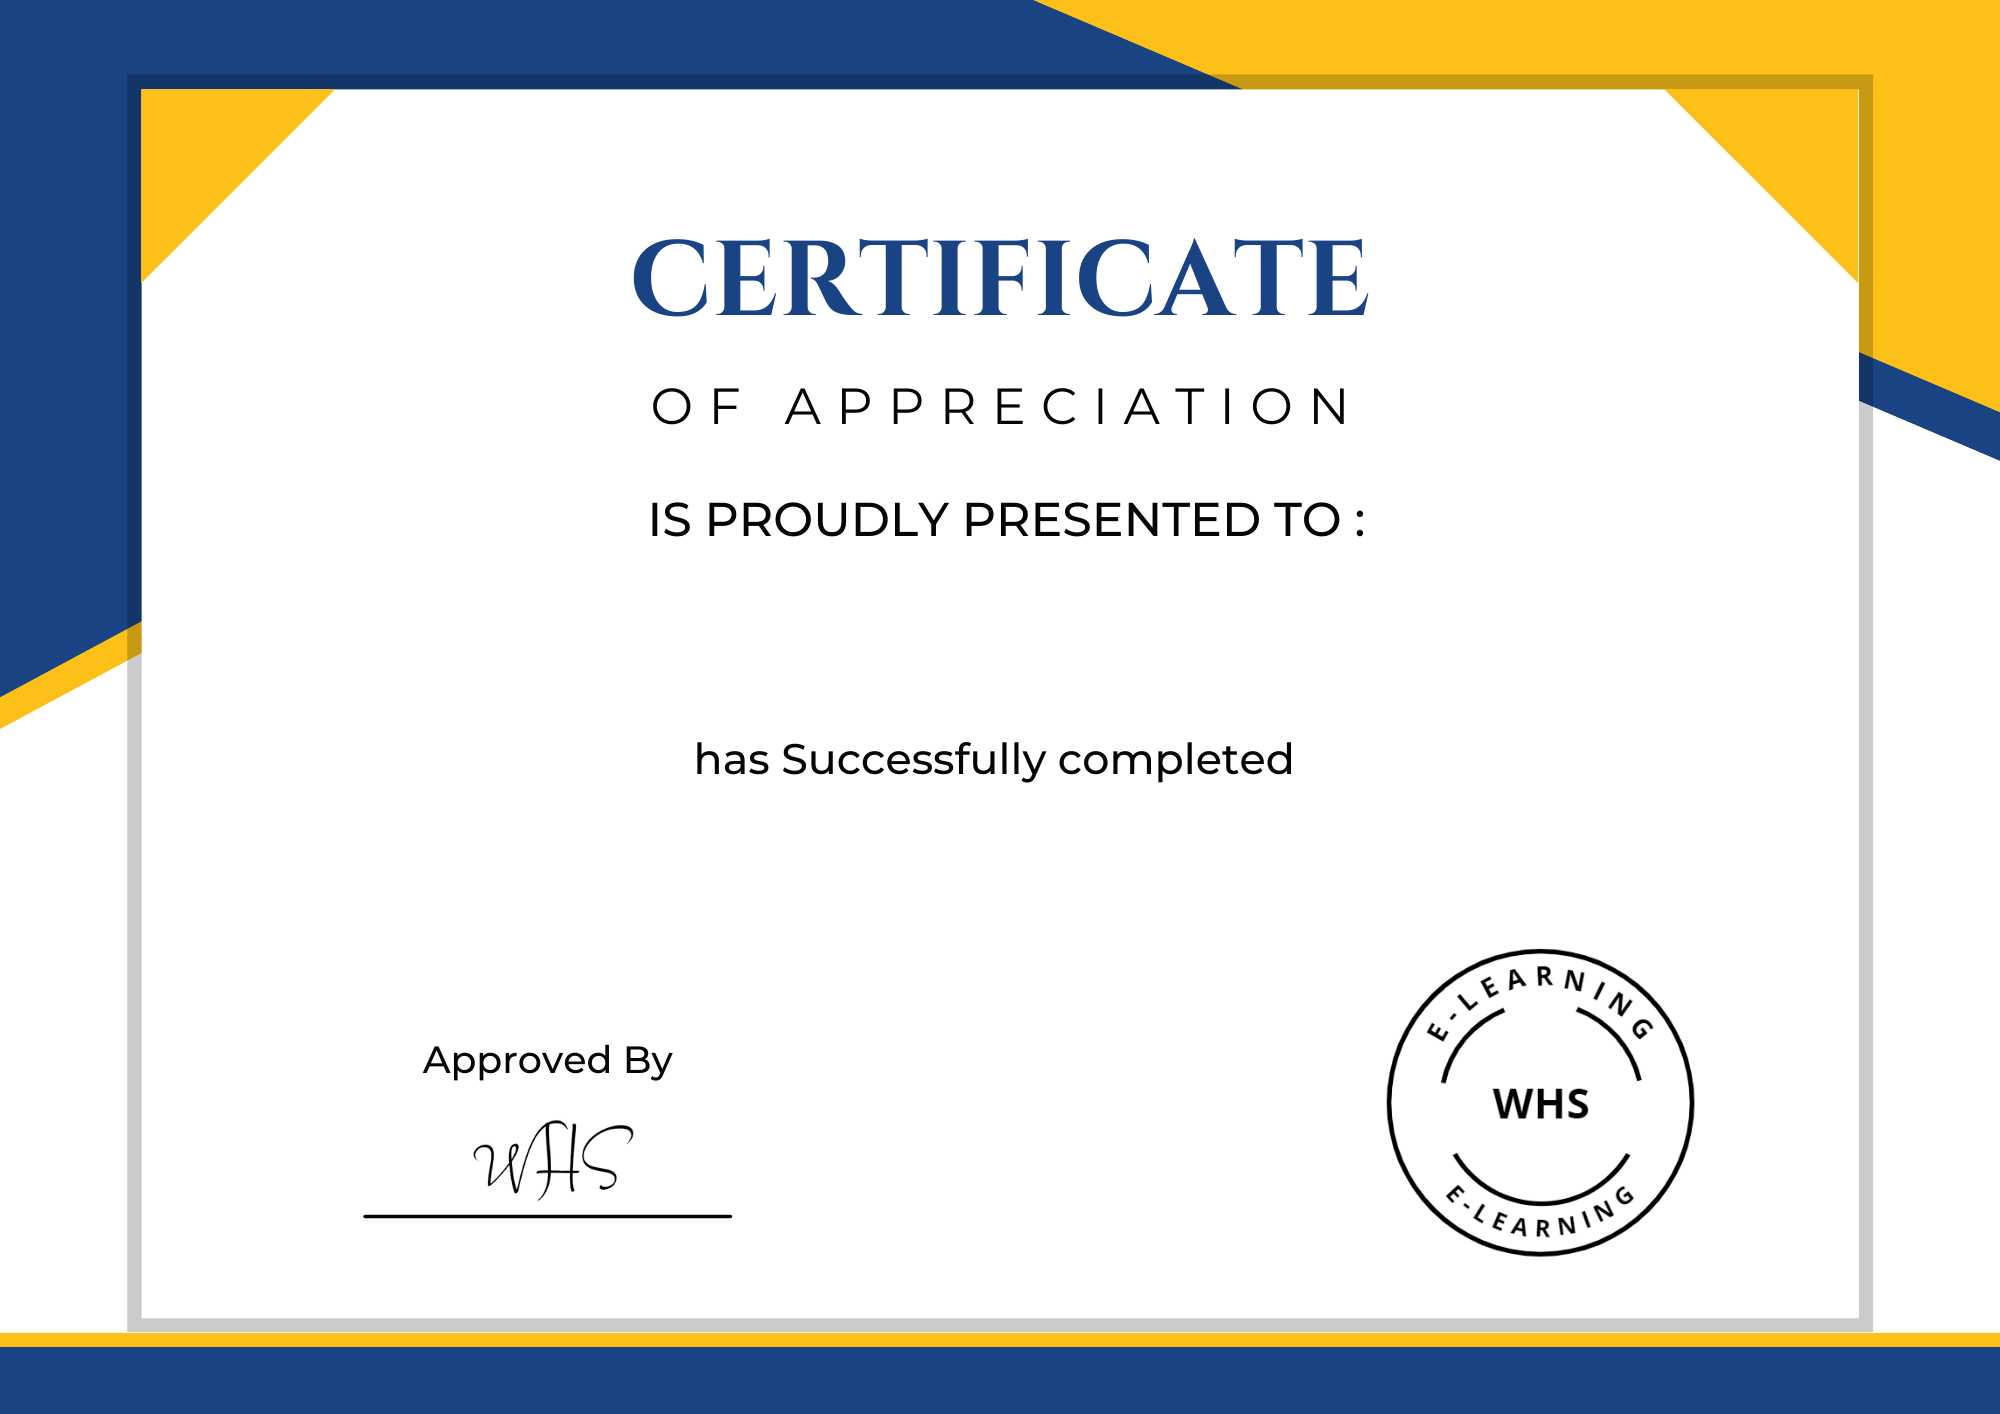 CERTIFICATE
OF APPRECIATION
IS PROUDLY PRESENTED TO :
has Successfully completed
Approved By
WHS
E-LEARNING
WHS
E-LEARNING